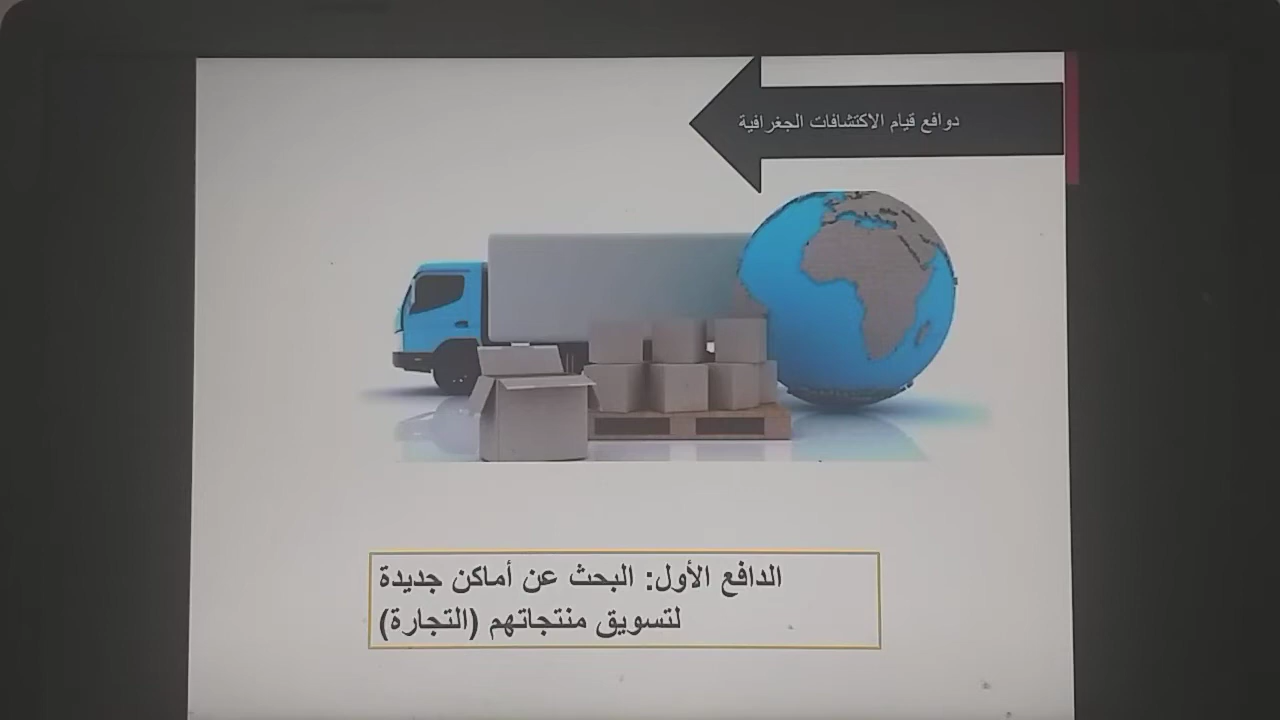 دوافع قيام الاكتشافات الجغرافية
الدافع الأول: البحث عن أماكن جديدة
لتسويق منتجاتهم (التجارة)